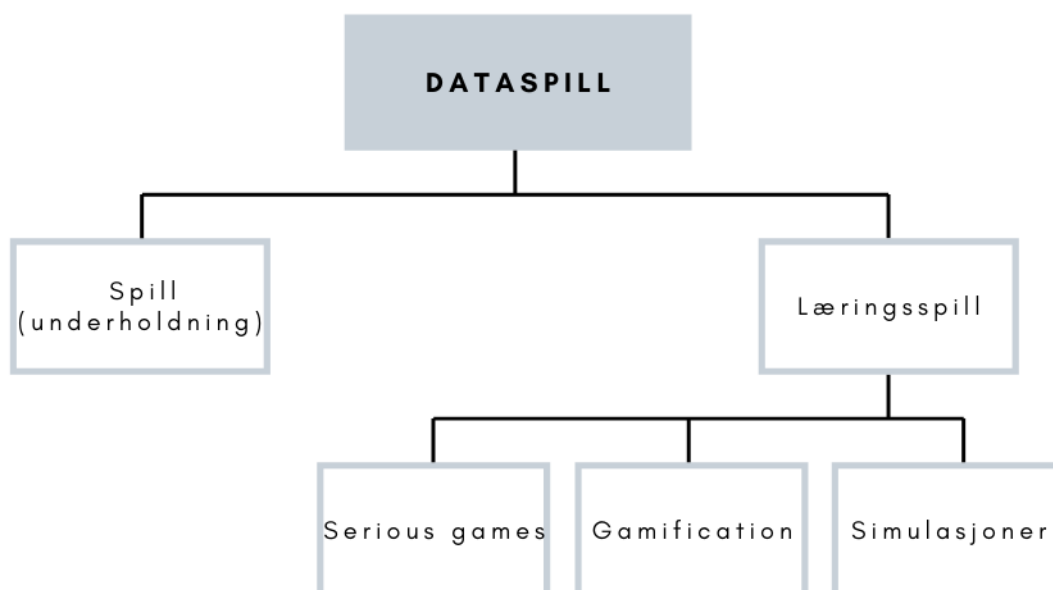 DATASPILL
Spill
(underholdning)
Læringsspill
Serious games
Gamification
Simulasjoner